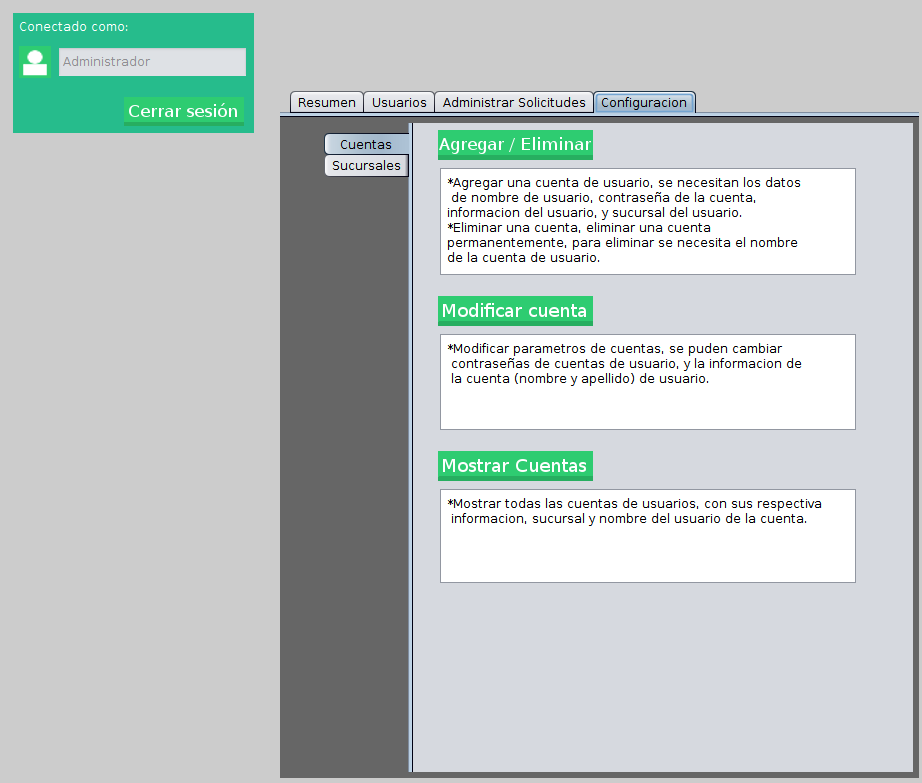 Conectado como:
Administrador
Cerrar sesión
Resumen
Usuarios
Administrar Solicitudes
Configuracion
Cuentas
Sucursales
Agregar / Eliminar
*Agregar una cuenta de usuario, se necesitan los datos
de nombre de usuario, contraseña de la cuenta,
informacion del usuario, y sucursal del usuario.
*Eliminar una cuenta, eliminar una cuenta
permanentemente, para eliminar se necesita el nombre
de la cuenta de usuario.
Modificar cuenta
*Modificar parametros de cuentas, se puden cambiar
contraseñas de cuentas de usuario, y la informacion de
la cuenta (nombre y apellido) de usuario.
Mostrar Cuentas
*Mostrar todas las cuentas de usuarios, con sus respectiva
informacion, sucursal y nombre del usuario de la cuenta.